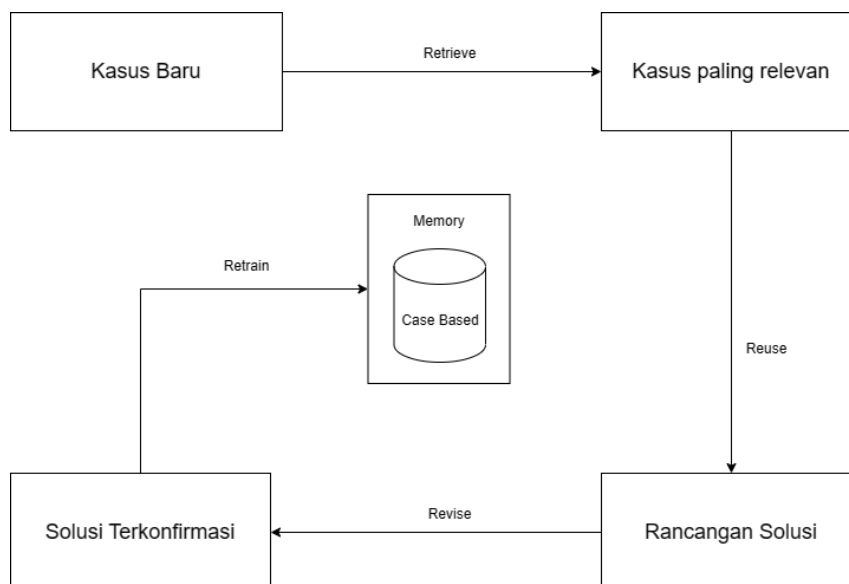 Kasus Baru
Retrieve
Kasus paling relevan
Memory
Case Based
Retrain
Reuse
Solusi Terkonfirmasi
Revise
Rancangan Solusi